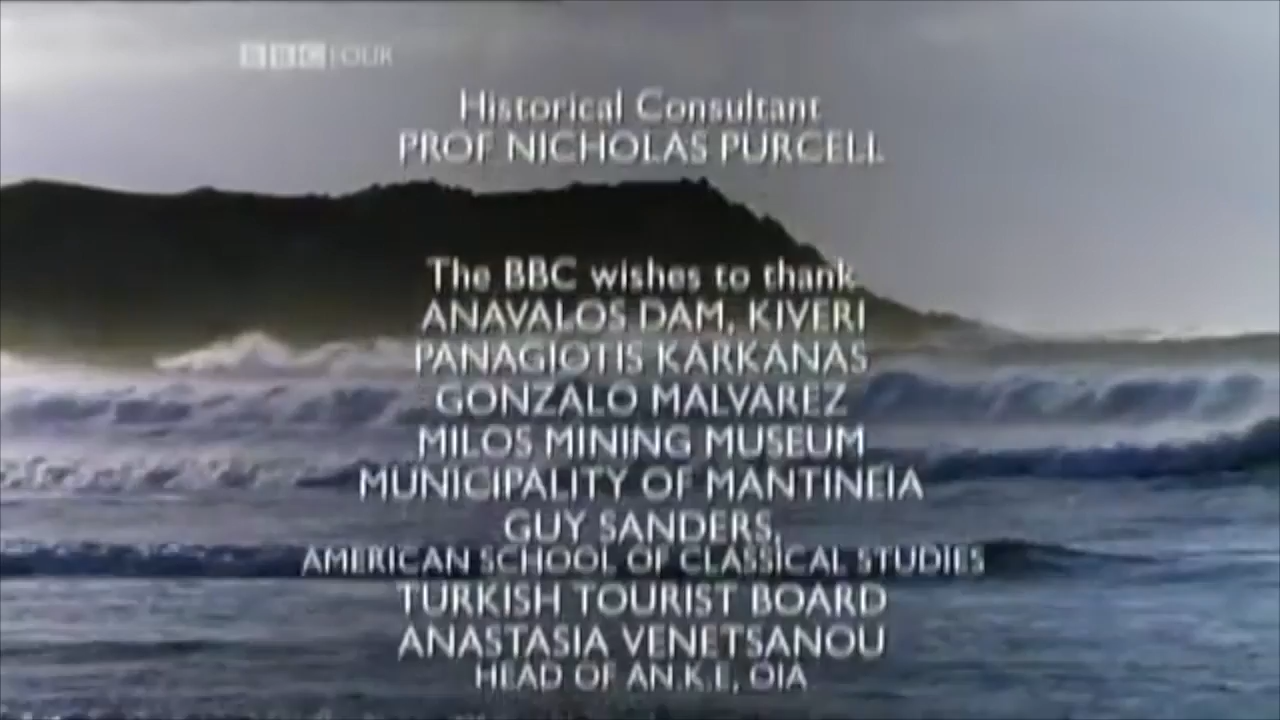 BBC FOUR
Historical Consultant
PROF NICHOLAS PURCELL
The BBC wishes to thank
ANAVALOS DAM, KIVERI
PANAGIOTIS KARKANAS
GONZALO MALVAREZ
MILOS MINING MUSEUM
MUNICIPALITY OF MANTINEIA
GUY SANDERS,
AMERICAN SCHOOL OF CLASSICAL STUDIES
TURKISH TOURIST BOARD
ANASTASIA VENETSANOU
HEAD OF AN.K.E, OIA